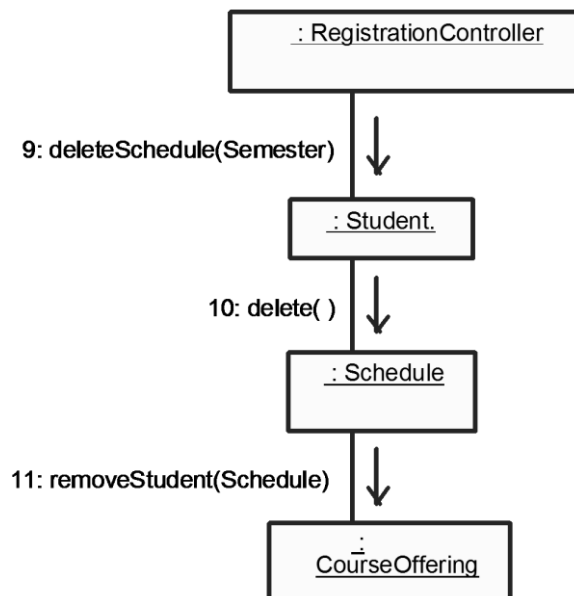 : RegistrationController
9: deleteSchedule(Semester)
: Student.
10: delete( )
: Schedule
11: removeStudent(Schedule)
:
CourseOffering